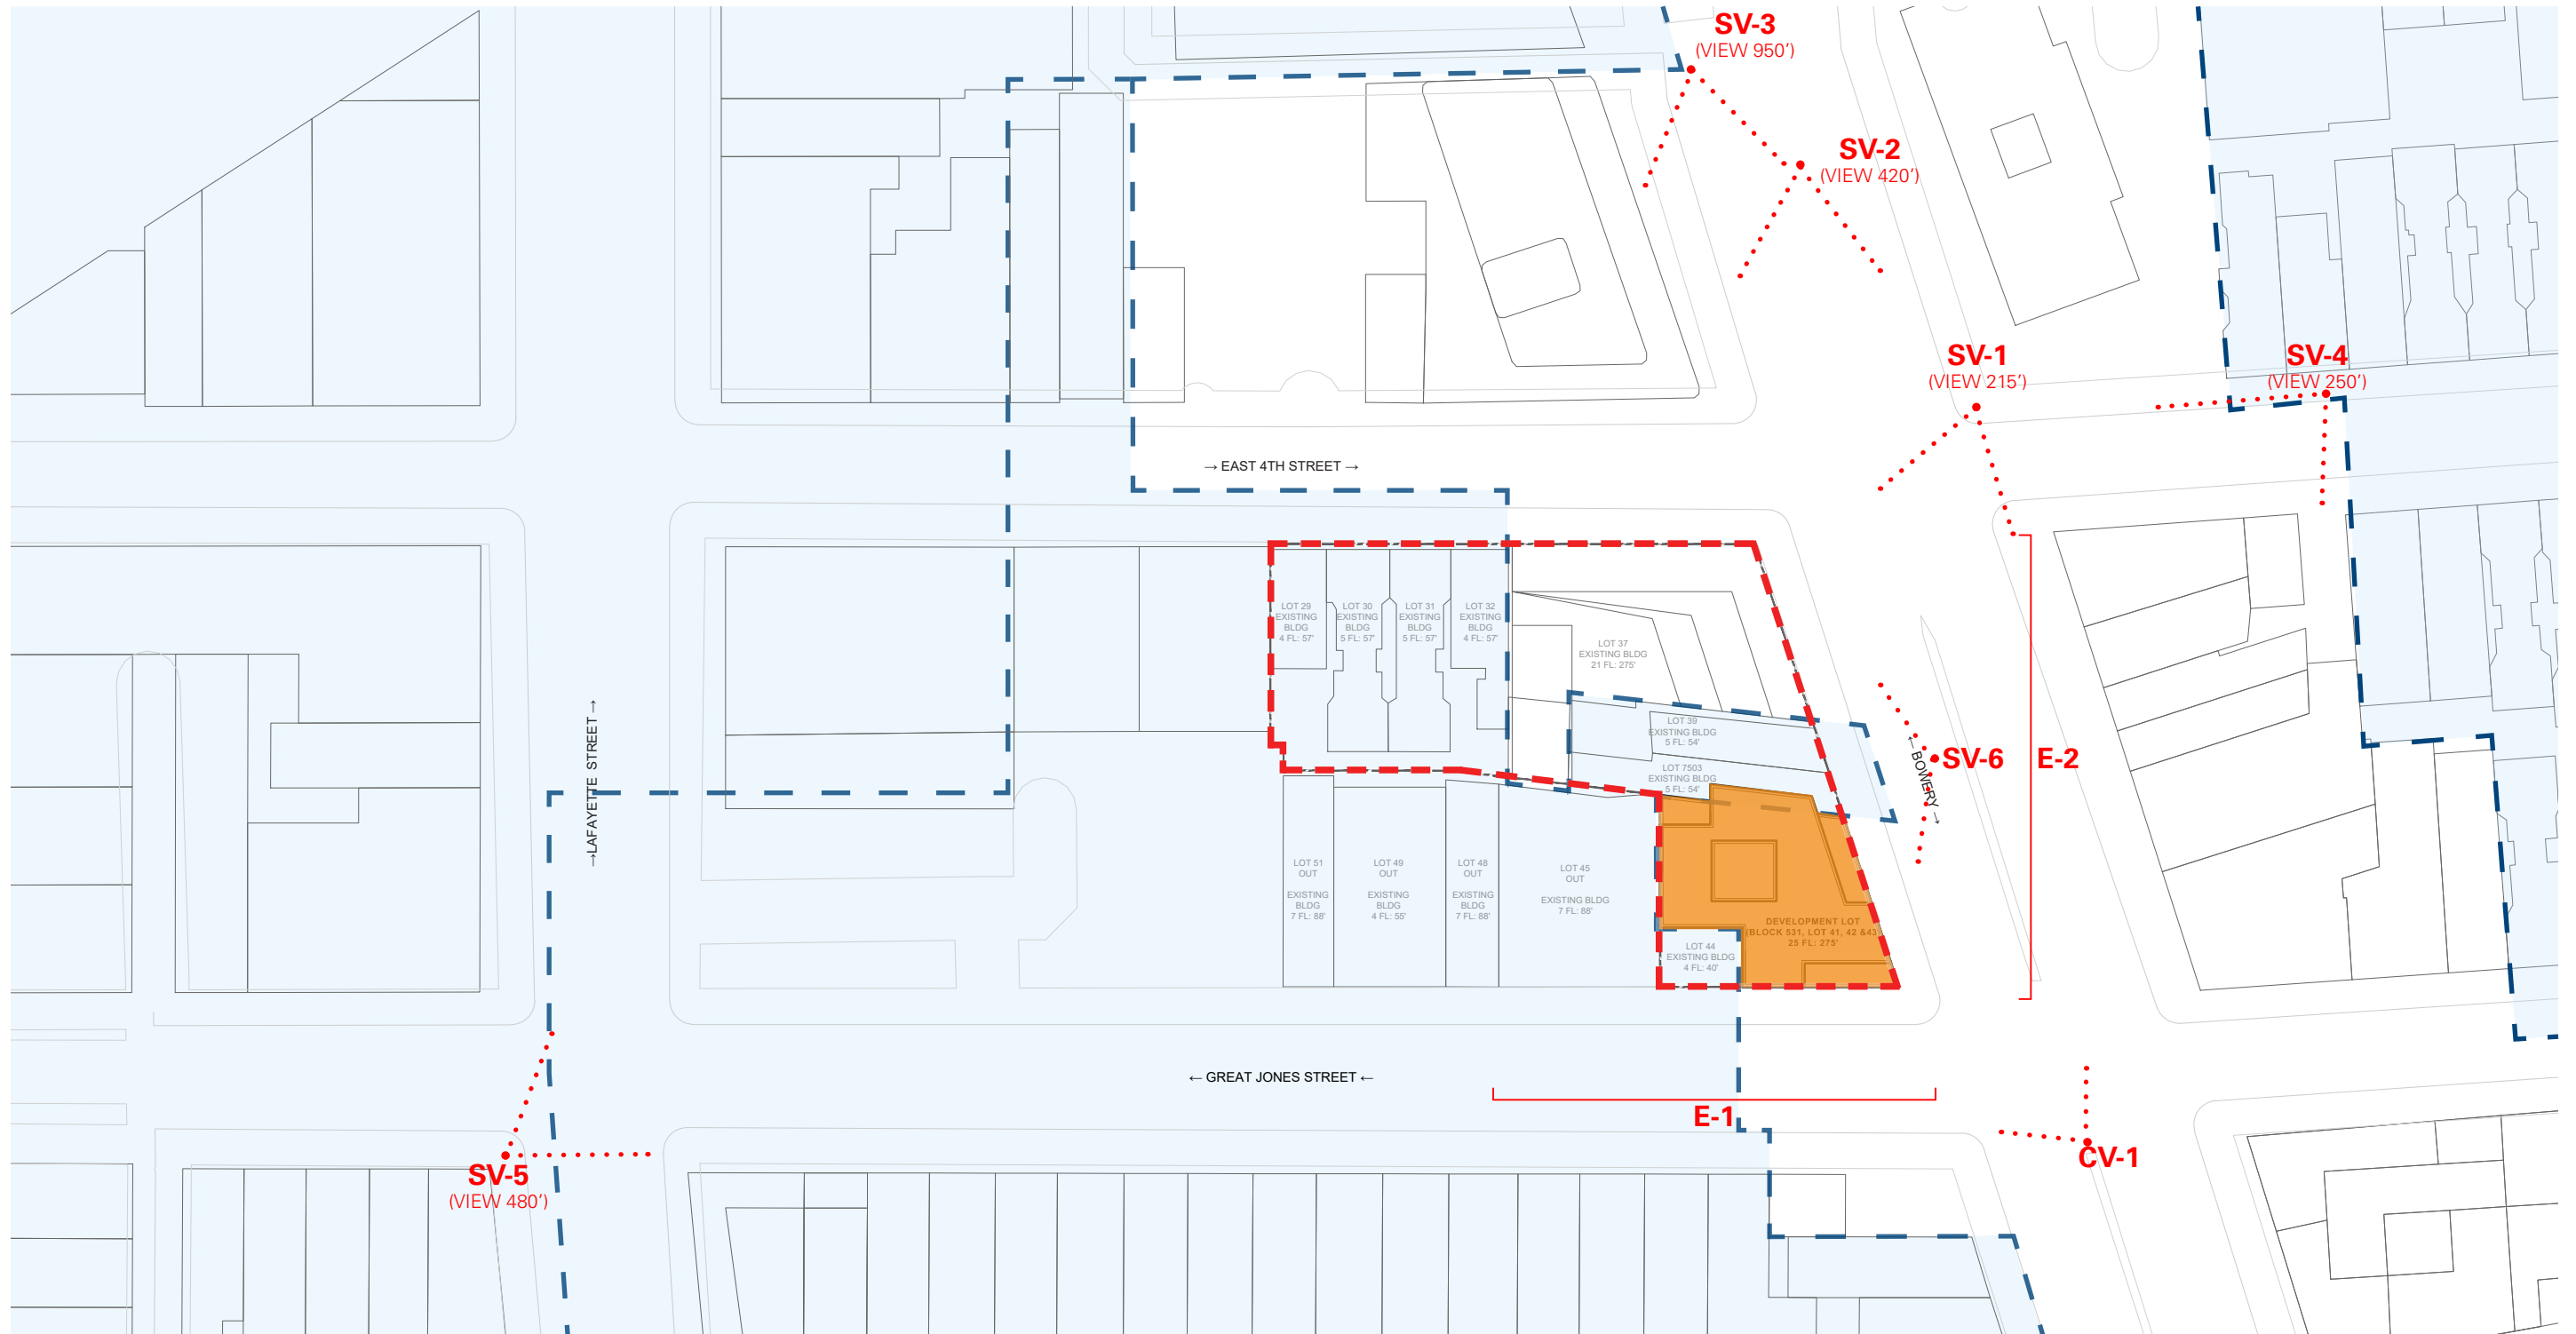 SV-3
(VIEW 950')
SV-2
(VIEW 420')
SV-1
(VIEW 215')
SV-4
(VIEW 250')
→ EAST 4TH STREET →
LOT 29
EXISTING
BLDG
4 FL: 57'
LOT 30
EXISTING
BLDG
5 FL: 57'
LOT 31
EXISTING
BLDG
5 FL: 57'
LOT 32
EXISTING
BLDG
4 FL: 57'
LOT 37
EXISTING BLDG
21 FL: 275'
LOT 39
EXISTING BLDG
5 FL: 54'
LOT 7503
EXISTING BLDG
5 FL: 54'
→LAFAYETTE STREET →
← BOWERY →
SV-6
E-2
LOT 51
OUT
EXISTING
BLDG
7 FL: 88'
LOT 49
OUT
EXISTING
BLDG
4 FL: 55'
LOT 48
OUT
EXISTING
BLDG
7 FL: 88'
LOT 45
OUT
EXISTING BLDG
7 FL: 88'
DEVELOPMENT LOT
(BLOCK 531, LOT 41, 42 &43)
25 FL: 275'
LOT 44
EXISTING BLDG
4 FL: 40'
← GREAT JONES STREET ←
E-1
CV-1
SV-5
(VIEW 480')